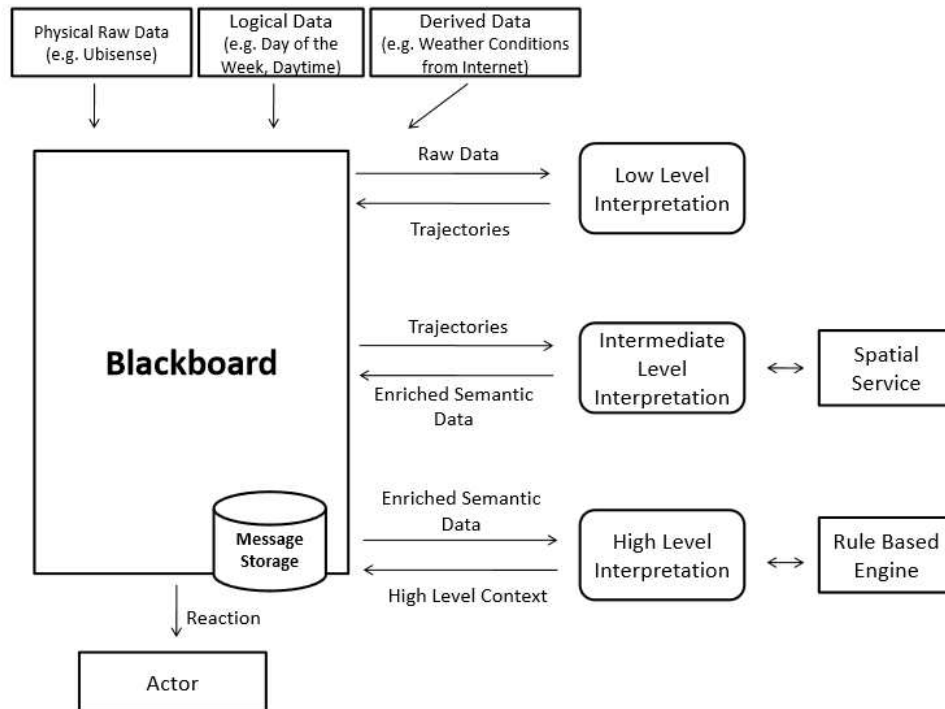 Physical Raw Data
(e.g. Ubisense)
Logical Data
(e.g. Day of the
Week, Daytime)
Derived Data
(e.g. Weather Conditions
from Internet)
Raw Data
Low Level
Interpretation
Trajectories
Blackboard
Trajectories
Intermediate
Level
Interpretation
Spatial
Service
Enriched Semantic
Data
Message
Storage
Enriched Semantic
Data
High Level
Interpretation
Rule Based
Engine
High Level Context
Reaction
Actor